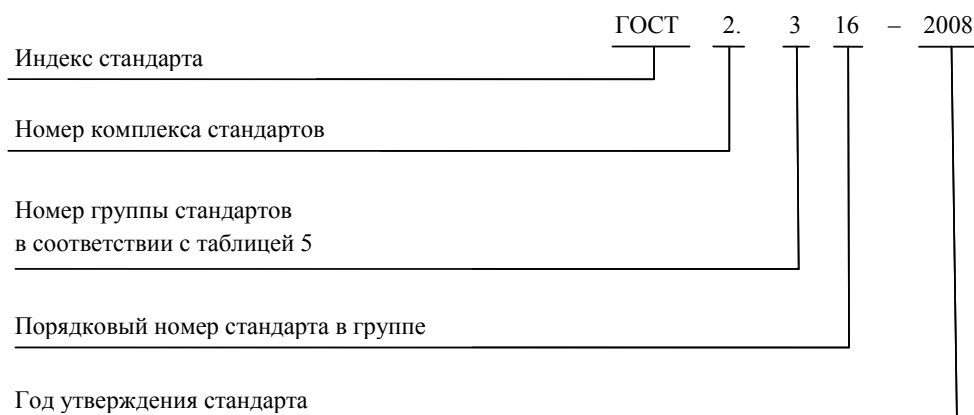 ГОСТ 2. 3 16 – 2008
Индекс стандарта
Номер комплекса стандартов
Номер группы стандартов
в соответствии с таблицей 5
Порядковый номер стандарта в группе
Год утверждения стандарта